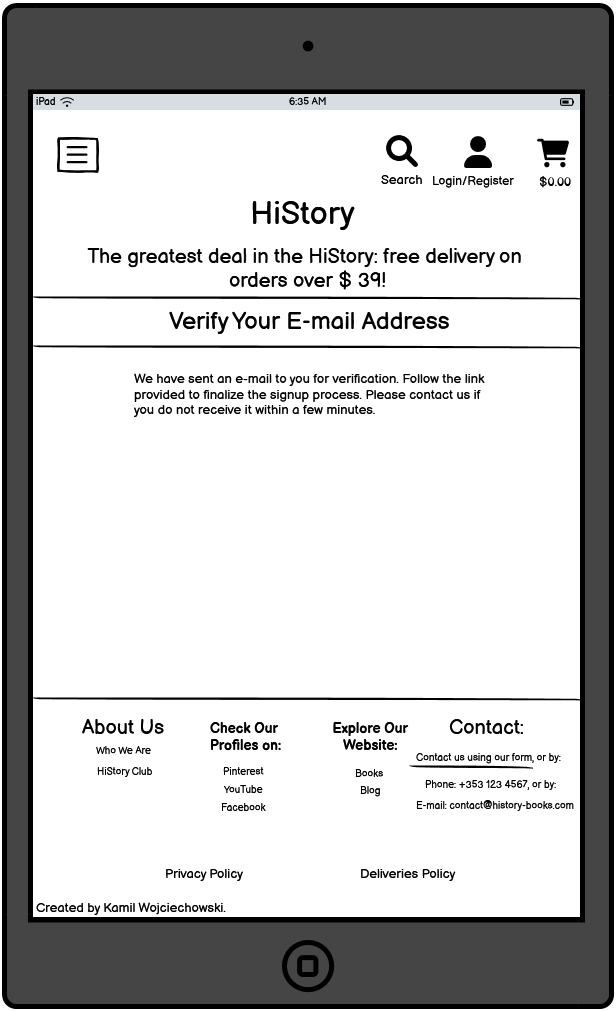 iPad 6:35 AM
Search Login/Register $0.00
HiStory
The greatest deal in the HiStory: free delivery on
orders over $ 39!
Verify Your E-mail Address
We have sent an e-mail to you for verification. Follow the link
provided to finalize the signup process. Please contact us if
you do not receive it within a few minutes.
About Us
Who We Are
HiStory Club
Check Our
Profiles on:
Pinterest
YouTube
Facebook
Explore Our
Website:
Books
Blog
Contact:
Contact us using our form, or by:
Phone: +353 123 4567, or by:
E-mail: contact@history-books.com
Privacy Policy Deliveries Policy
Created by Kamil Wojciechowski.